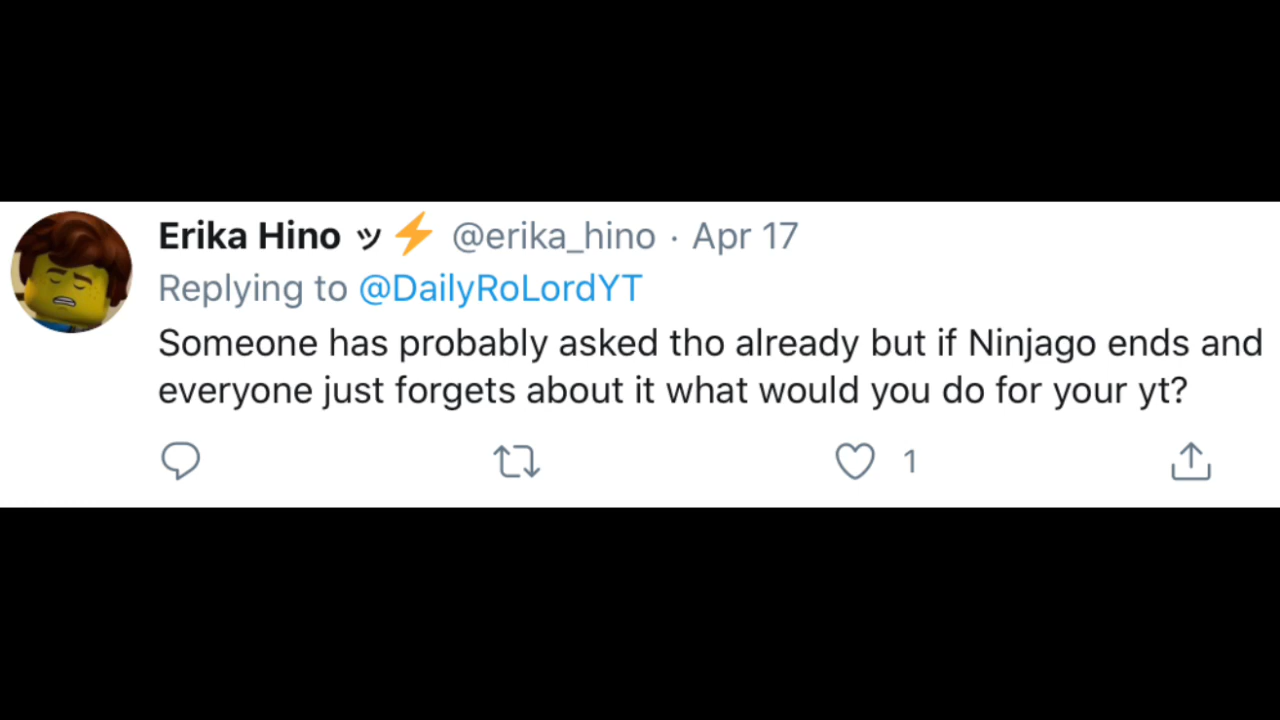 Erika Hino ッ⚡ @erika_hino · Apr 17
Replying to @DailyRoLordYT
Someone has probably asked tho already but if Ninjago ends and
everyone just forgets about it what would you do for your yt?
1